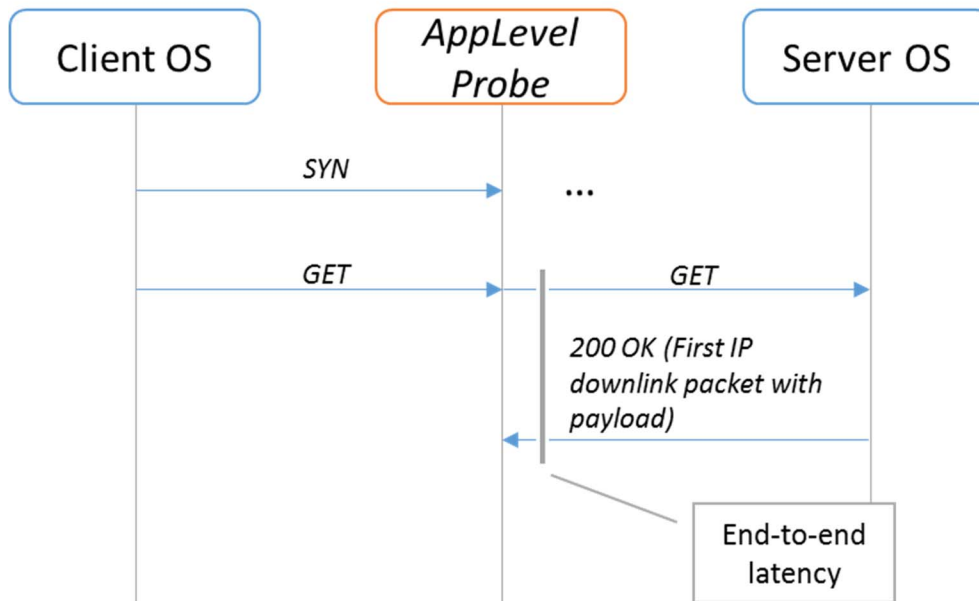 Client OS
AppLevel
Probe
Server OS
SYN
...
GET
GET
200 OK (First IP
downlink packet with
payload)
End-to-end
latency